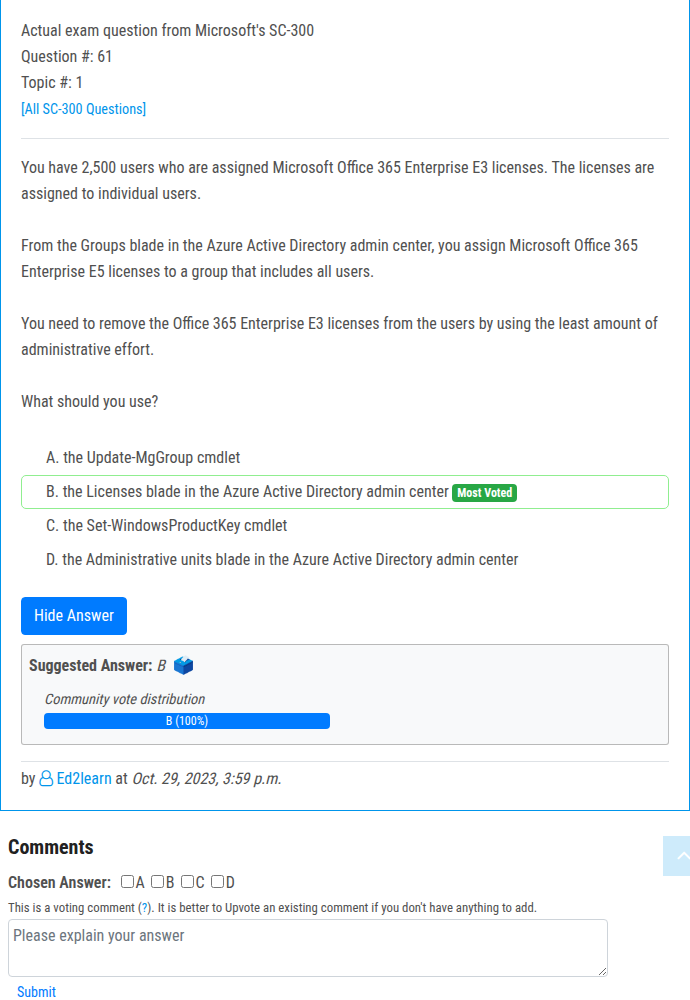 Actual exam question from Microsoft's SC-300
Question #: 61
Topic #: 1
[All SC-300 Questions]
You have 2,500 users who are assigned Microsoft Office 365 Enterprise E3 licenses. The licenses are
assigned to individual users.
From the Groups blade in the Azure Active Directory admin center, you assign Microsoft Office 365
Enterprise E5 licenses to a group that includes all users.
You need to remove the Office 365 Enterprise E3 licenses from the users by using the least amount of
administrative effort.
What should you use?
A. the Update-MgGroup cmdlet
B. the Licenses blade in the Azure Active Directory admin center Most Voted
C. the Set-WindowsProductKey cmdlet
D. the Administrative units blade in the Azure Active Directory admin center
Hide Answer
Suggested Answer: B
Community vote distribution
B (100%)
by Ed2learn at Oct. 29, 2023, 3:59 p.m.
Comments
Chosen Answer: A B C D
This is a voting comment (?). It is better to Upvote an existing comment if you don't have anything to add.
Please explain your answer
Submit